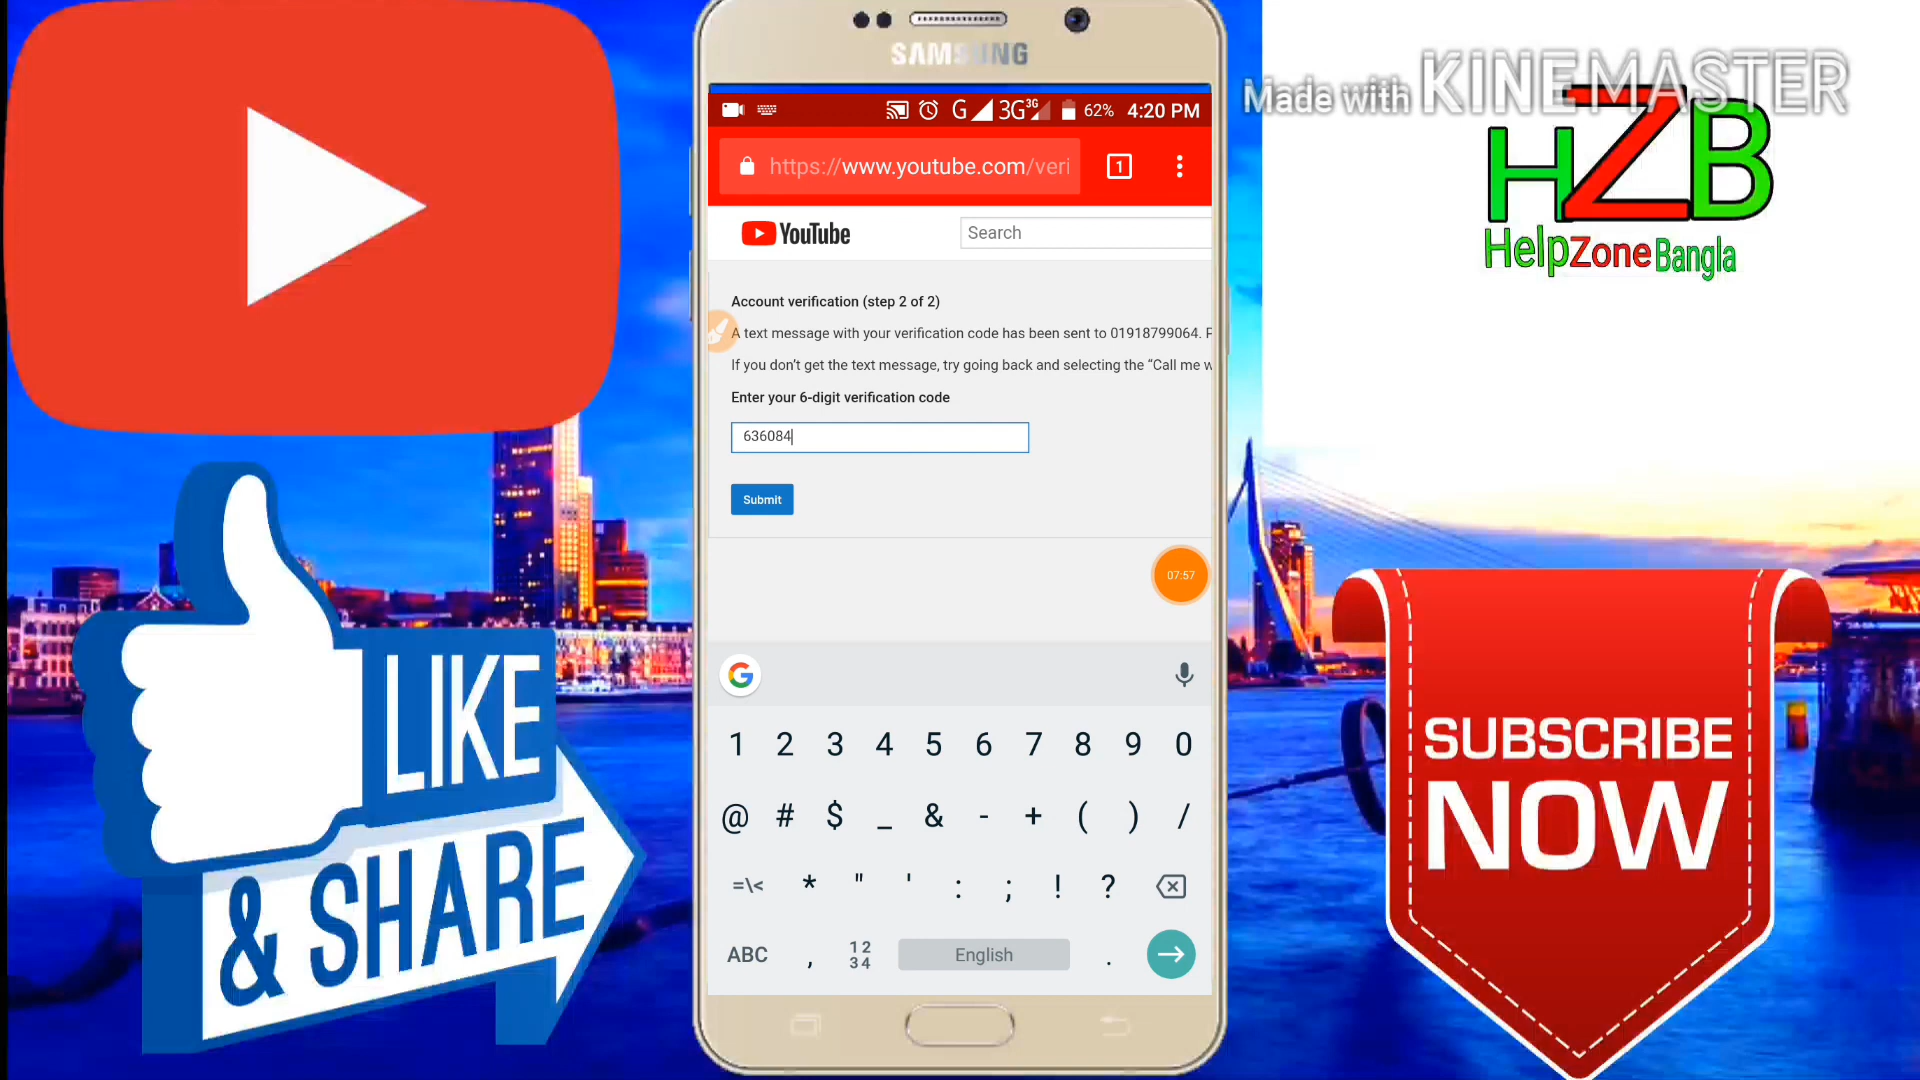 SAMSUNG
G 3G 3G 62% 4:20 PM
https://www.youtube.com/veri
1
YouTube
Search
Account verification (step 2 of 2)
A text message with your verification code has been sent to 01918799064. P
If you don't get the text message, try going back and selecting the “Call me w
Enter your 6-digit verification code
636084
Submit
07:57
G
1 2 3 4 5 6 7 8 9 0
@ # $ _ & - + ( ) /
=\< * " ' : ; ! ?
ABC , 12 34 English .
LIKE
& SHARE
Made with KINEMASTER
HZB
HelpZone Bangla
SUBSCRIBE
NOW